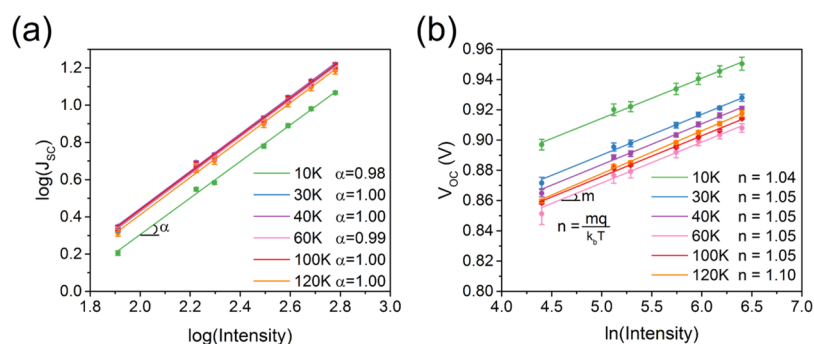 (a)
log(J_SC)
1.2
1.0
0.8
0.6
0.4
0.2
0.0
α
10K α=0.98
30K α=1.00
40K α=1.00
60K α=0.99
100K α=1.00
120K α=1.00
1.8 2.0 2.2 2.4 2.6 2.8 3.0
log(Intensity)
(b)
V_OC (V)
0.96
0.94
0.92
0.90
0.88
0.86
0.84
0.82
0.80
m
n = mq/k_bT
10K n = 1.04
30K n = 1.05
40K n = 1.05
60K n = 1.05
100K n = 1.05
120K n = 1.10
4.0 4.5 5.0 5.5 6.0 6.5 7.0
ln(Intensity)